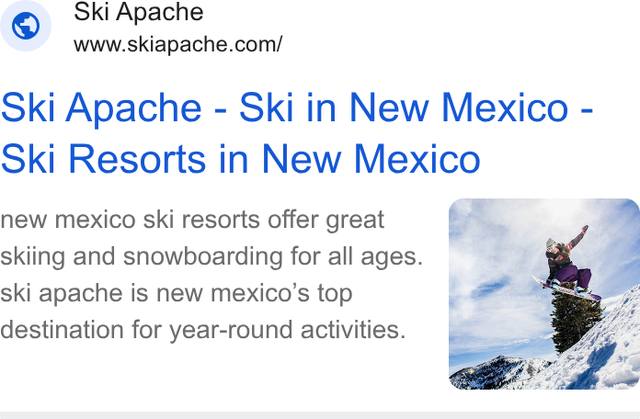 Ski Apache
www.skiapache.com/
Ski Apache - Ski in New Mexico -
Ski Resorts in New Mexico
new mexico ski resorts offer great
skiing and snowboarding for all ages.
ski apache is new mexico’s top
destination for year-round activities.